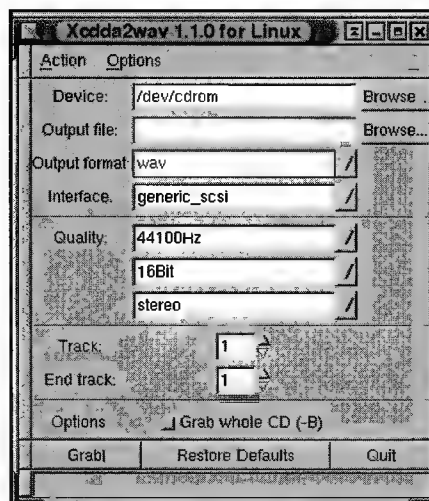 Xcdda2wav 1.1.0 for Linux
Action Options
Device: /dev/cdrom Browse...
Output file: Browse...
Output format: wav
Interface: generic_scsi
Quality: 44100Hz
16Bit
stereo
Track: 1
End track: 1
Options Grab whole CD (-B)
Grab! Restore Defaults Quit